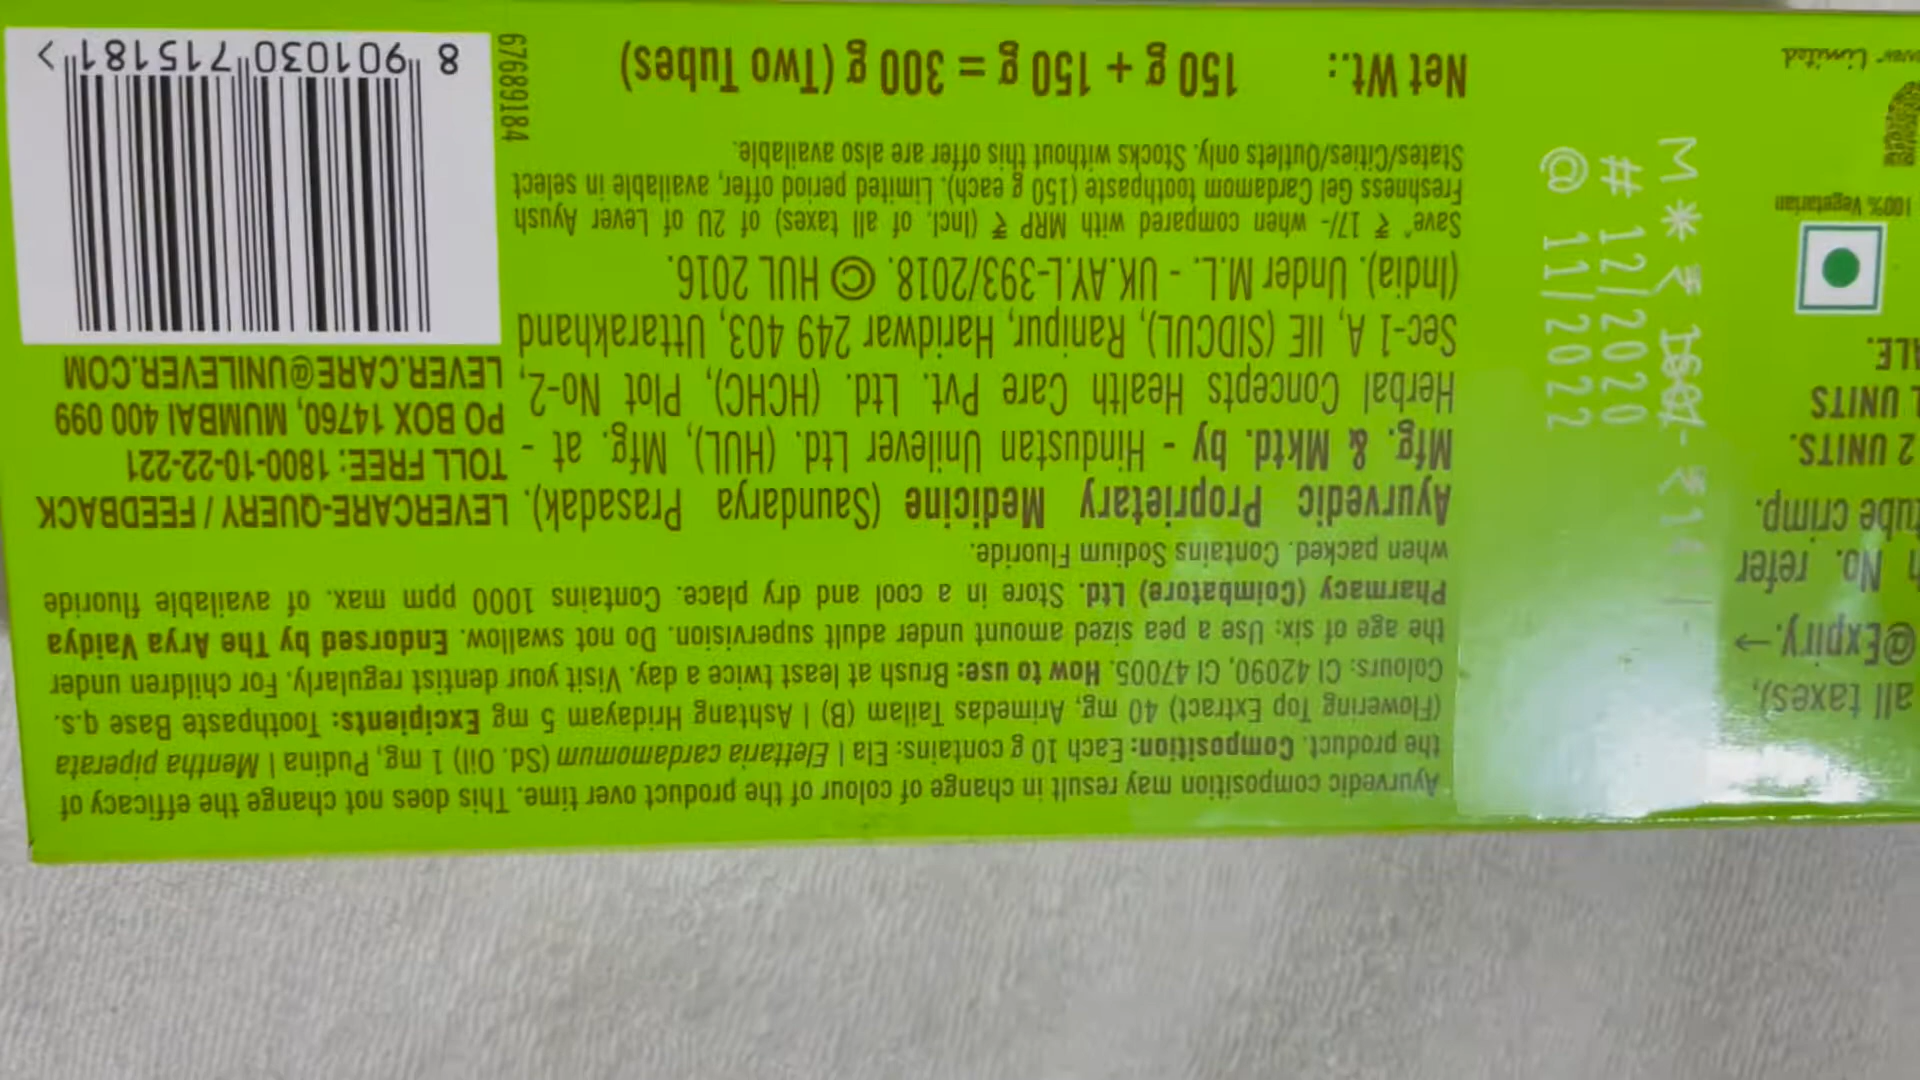 Ayurvedic composition may result in change of colour of the product over time. This does not change the efficacy of
the product. Composition: Each 10 g contains: Ela | Elettaria cardamomum (Sd. Oil) 1 mg, Pudina | Mentha piperata
(Flowering Top Extract) 40 mg, Arimedas Tailam (B) | Ashtang Hridayam 5 mg Excipients: Toothpaste Base q.s.
Colours: CI 42090, CI 47005. How to use: Brush at least twice a day. Visit your dentist regularly. For children under
the age of six: Use a pea sized amount under adult supervision. Do not swallow. Endorsed by The Arya Vaidya
Pharmacy (Coimbatore) Ltd. Store in a cool and dry place. Contains 1000 ppm max. of available fluoride
when packed. Contains Sodium Fluoride.
Ayurvedic Proprietary Medicine (Saundarya Prasadak).
Mfg. & Mktd. by - Hindustan Unilever Ltd. (HUL), Mfg. at -
Herbal Concepts Health Care Pvt. Ltd. (HCHC), Plot No-2,
Sec-1-A, IIE (SIDCUL), Ranipur, Haridwar 249 403, Uttarakhand
(India). Under M.L. - UK.AY.L-393/2018. © HUL 2016.
Save* ₹ 17/- when compared with MRP ₹ (Incl. of all taxes) of 2U of Lever Ayush
Freshness Gel Cardamom toothpaste (150 g each). Limited period offer, available in select
States/Cities/Outlets only. Stocks without this offer are also available.
Net Wt.: 150 g + 150 g = 300 g (Two Tubes)
LEVERCARE-QUERY / FEEDBACK
TOLL FREE: 1800-10-22-221
PO BOX 14760, MUMBAI 400 099
LEVER.CARE@UNILEVER.COM
8 901030 715181 >
67689184
all taxes),
@Expiry.→
No. refer
tube crimp.
2 UNITS.
UNITS
100% Vegetarian
Limited
M * ₹
# 12/2020
@ 11/2022